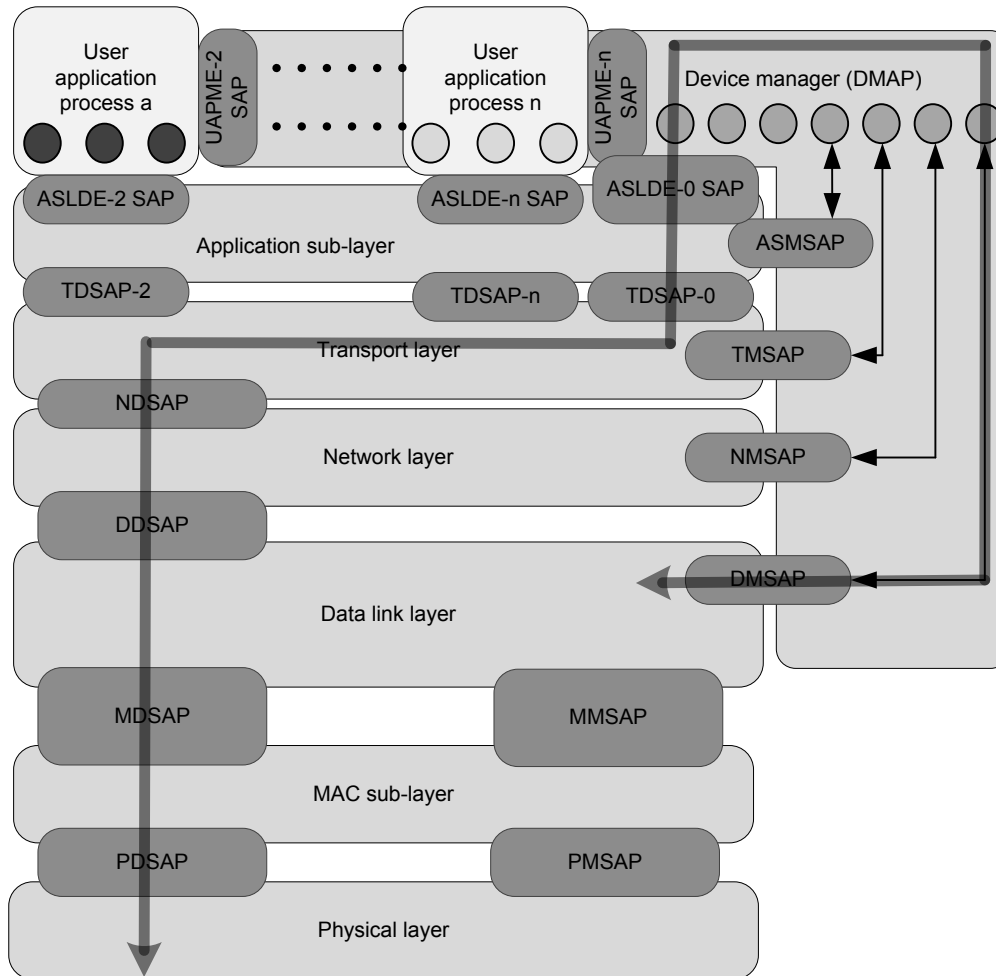 User
application
process a
UAPME-2
SAP
User
application
process n
UAPME-n
SAP
Device manager (DMAP)
ASLDE-2 SAP
ASLDE-n SAP
ASLDE-0 SAP
Application sub-layer
ASMSAP
TDSAP-2
TDSAP-n
TDSAP-0
Transport layer
TMSAP
NDSAP
Network layer
NMSAP
DDSAP
DMSAP
Data link layer
MDSAP
MMSAP
MAC sub-layer
PDSAP
PMSAP
Physical layer